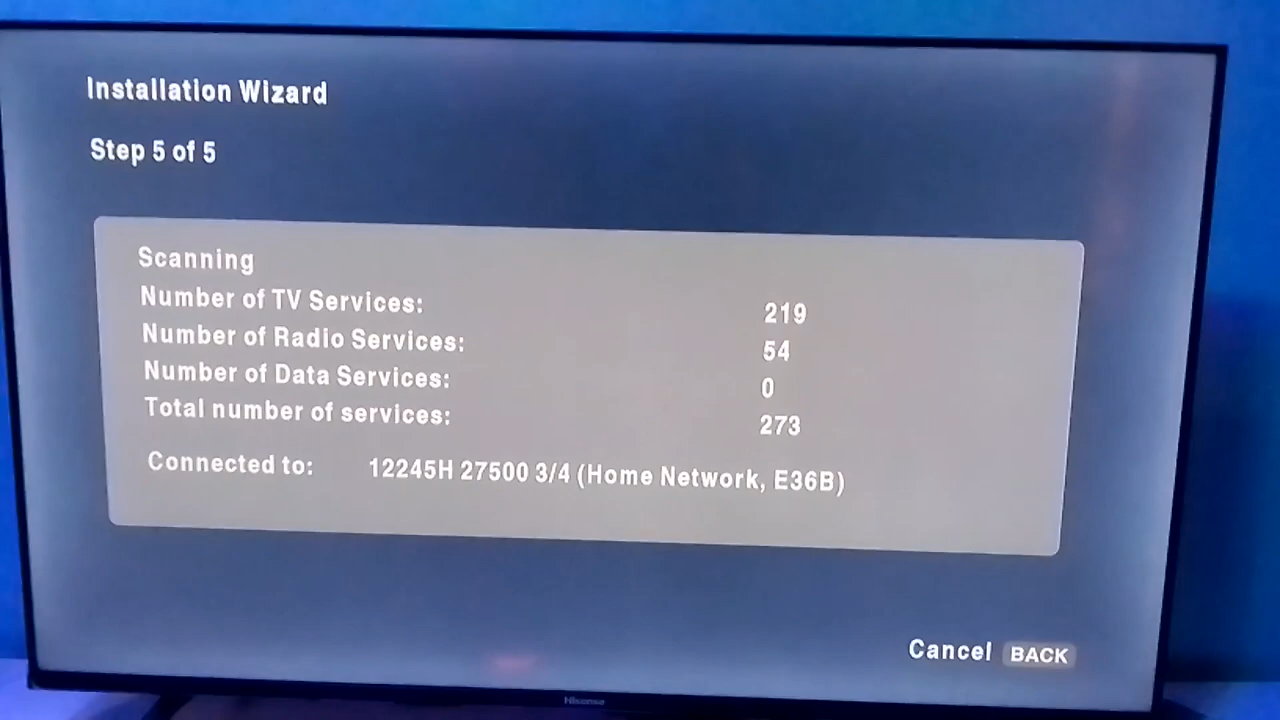 Installation Wizard
Step 5 of 5
Scanning
Number of TV Services: 219
Number of Radio Services: 54
Number of Data Services: 0
Total number of services: 273
Connected to: 12245H 27500 3/4 (Home Network, E36B)
Cancel BACK
Hisense